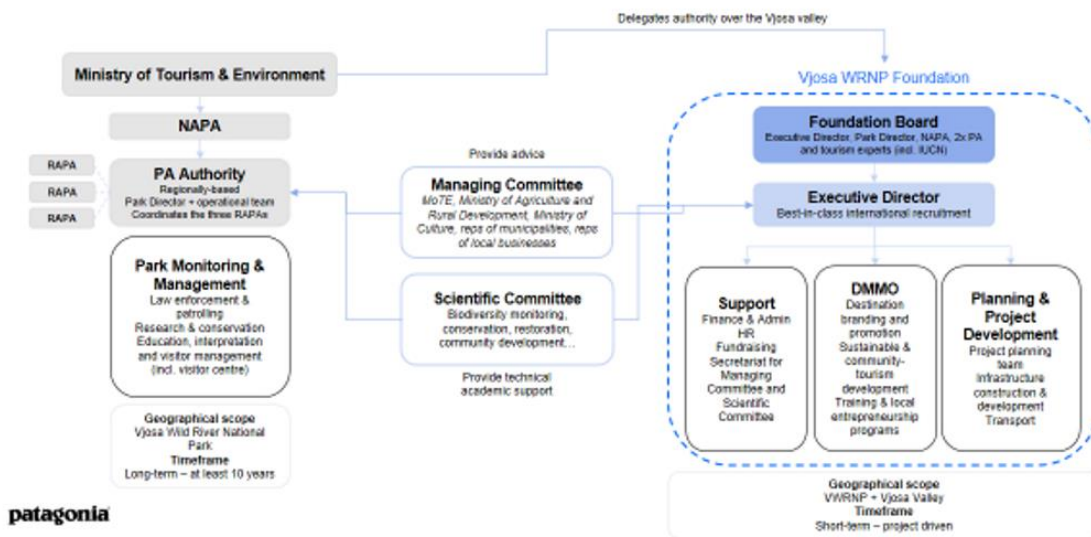 Delegates authority over the Vjosa valley
Ministry of Tourism & Environment
Vjosa WRNP Foundation
NAPA
Foundation Board
Executive Director, Park Director, NAPA, 2x PA
and tourism experts (incl. IUCN)
RAPA
RAPA
RAPA
PA Authority
Regionally-based
Park Director + operational team
Coordinates the three RAPAs
Provide advice
Managing Committee
MoTE, Ministry of Agriculture and
Rural Development, Ministry of
Culture, reps of municipalities, reps
of local businesses
Executive Director
Best-in-class international recruitment
Park Monitoring &
Management
Law enforcement &
patrolling
Research & conservation
Education, interpretation
and visitor management
(incl. visitor centre)
Scientific Committee
Biodiversity monitoring,
conservation, restoration,
community development...
Provide technical
academic support
Support
Finance & Admin
HR
Fundraising
Secretariat for
Managing
Committee and
Scientific
Committee
DMMO
Destination
branding and
promotion
Sustainable &
community-
tourism
development
Training & local
entrepreneurship
programs
Planning &
Project
Development
Project planning
team
Infrastructure
construction &
development
Transport
Geographical scope
Vjosa Wild River National
Park
Timeframe
Long-term – at least 10 years
Geographical scope
VWRNP + Vjosa Valley
Timeframe
Short-term – project driven
patagonia